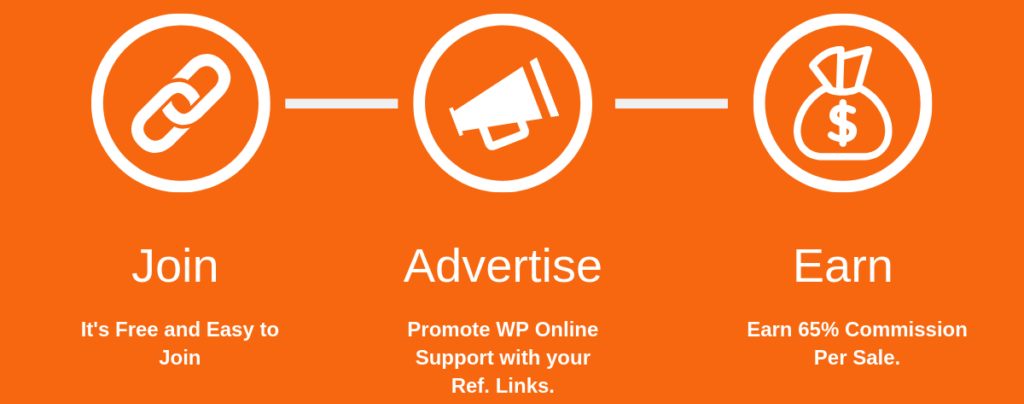 Join
It's Free and Easy to
Join
Advertise
Promote WP Online
Support with your
Ref. Links.
Earn
Earn 65% Commission
Per Sale.